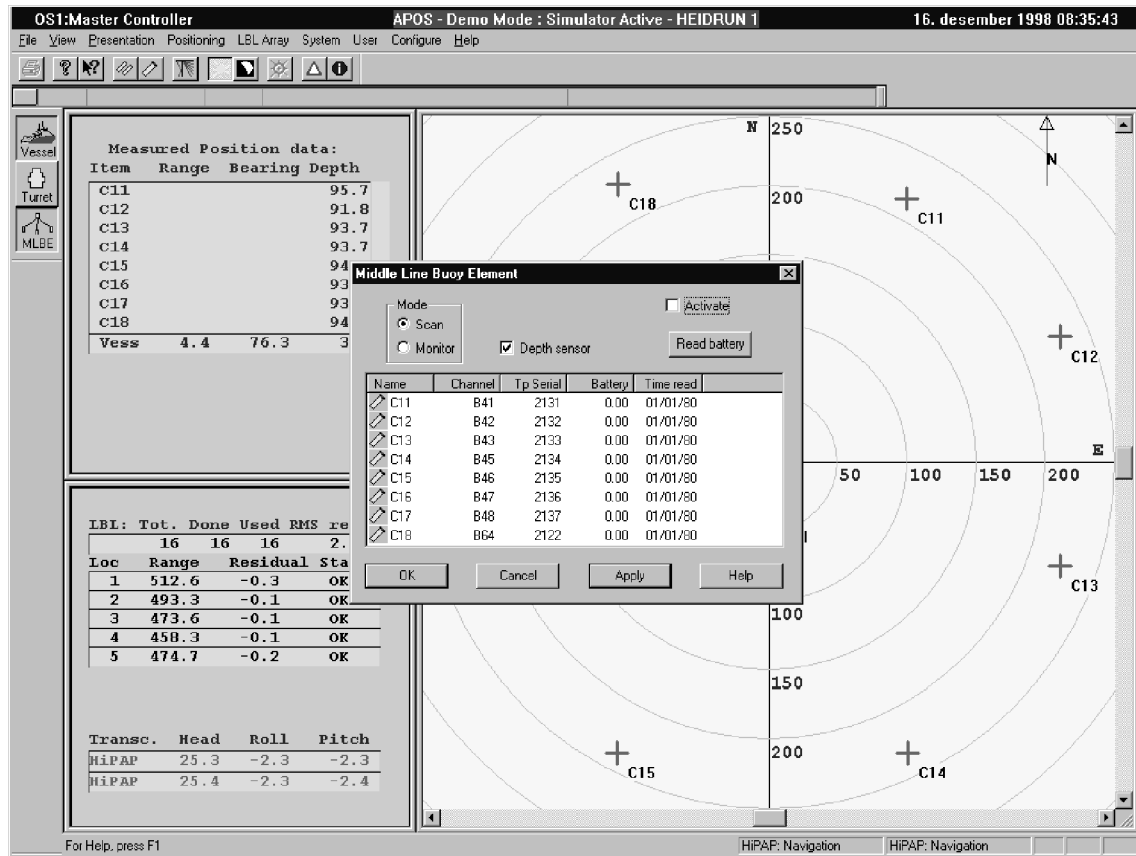 OS1:Master Controller APOS - Demo Mode : Simulator Active - HEIDRUN 1 16. desember 1998 08:35:43
File View Presentation Positioning LBL Array System User Configure Help
Vessel
Turret
MLBE
Measured Position data:
Item Range Bearing Depth
C11 95.7
C12 91.8
C13 93.7
C14 93.7
C15 94
C16 93
C17 93
C18 94
Vess 4.4 76.3 3
LBL: Tot. Done Used RMS re
16 16 16 2.
Loc Range Residual Sta
1 512.6 -0.3 OK
2 493.3 -0.1 OK
3 473.6 -0.1 OK
4 458.3 -0.1 OK
5 474.7 -0.2 OK
Transc. Head Roll Pitch
HiPAP 25.3 -2.3 -2.3
HiPAP 25.4 -2.3 -2.4
Middle Line Buoy Element
Mode
Scan
Monitor
Depth sensor
Activate
Read battery
Name Channel Tp Serial Battery Time read
C11 B41 2131 0.00 01/01/80
C12 B42 2132 0.00 01/01/80
C13 B43 2133 0.00 01/01/80
C14 B45 2134 0.00 01/01/80
C15 B46 2135 0.00 01/01/80
C16 B47 2136 0.00 01/01/80
C17 B48 2137 0.00 01/01/80
C18 B64 2122 0.00 01/01/80
OK Cancel Apply Help
N 250
N
C18
200
C11
C12
E
50 100 150 200
C13
100
150
200
C15
C14
For Help, press F1 HiPAP: Navigation HiPAP: Navigation